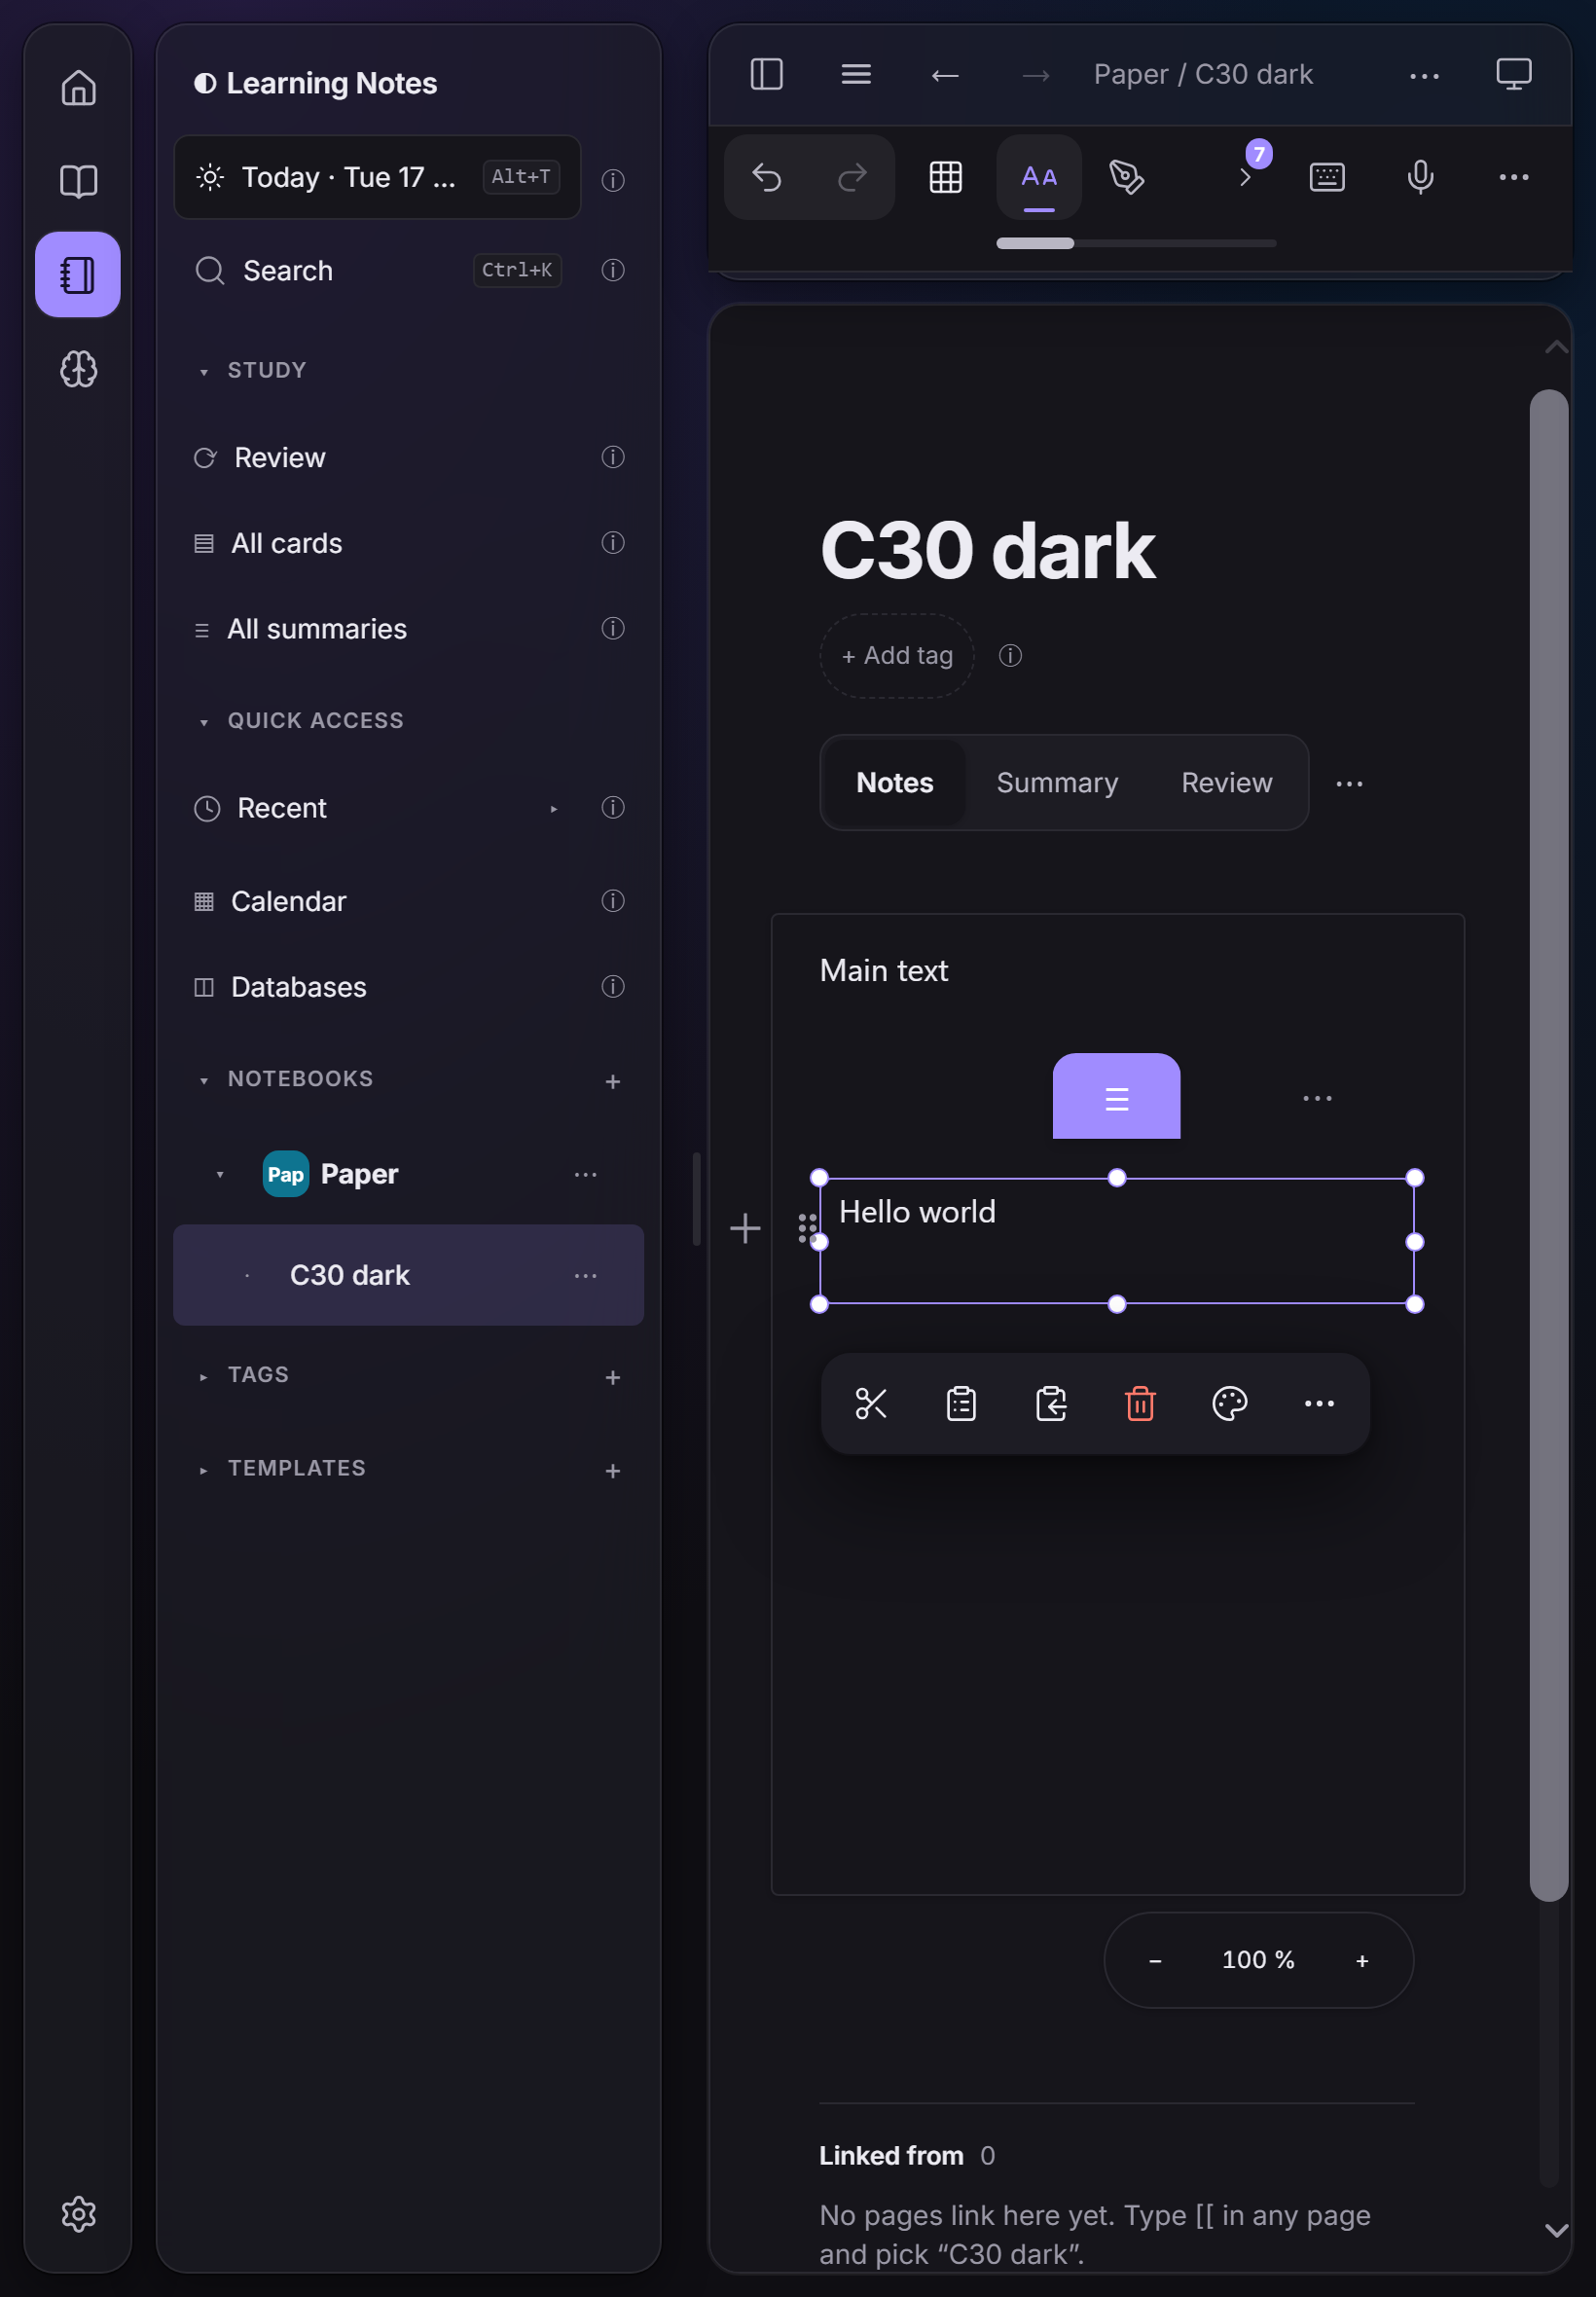 Learning Notes
Today · Tue 17 ... Alt+T
Search Ctrl+K
STUDY
Review
All cards
All summaries
QUICK ACCESS
Recent
Calendar
Databases
NOTEBOOKS +
Pap Paper
C30 dark
TAGS +
TEMPLATES +
Paper / C30 dark
AA
7
C30 dark
+ Add tag
Notes Summary Review
Main text
Hello world
− 100 % +
Linked from 0
No pages link here yet. Type [[ in any page
and pick “C30 dark”.